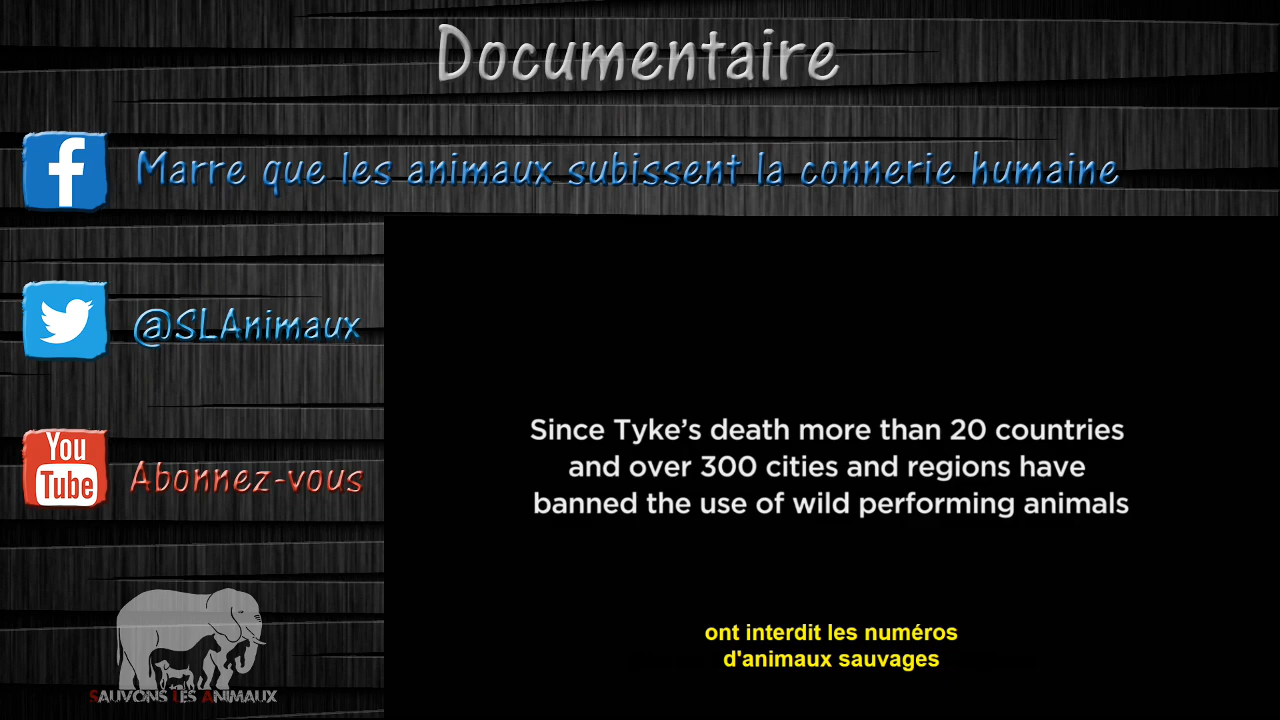 Documentaire
f
Marre que les animaux subissent la connerie humaine
@SLAnimaux
You
Tube
Abonnez-vous
SAUVONS LES ANIMAUX
Since Tyke’s death more than 20 countries
and over 300 cities and regions have
banned the use of wild performing animals
ont interdit les numéros
d'animaux sauvages